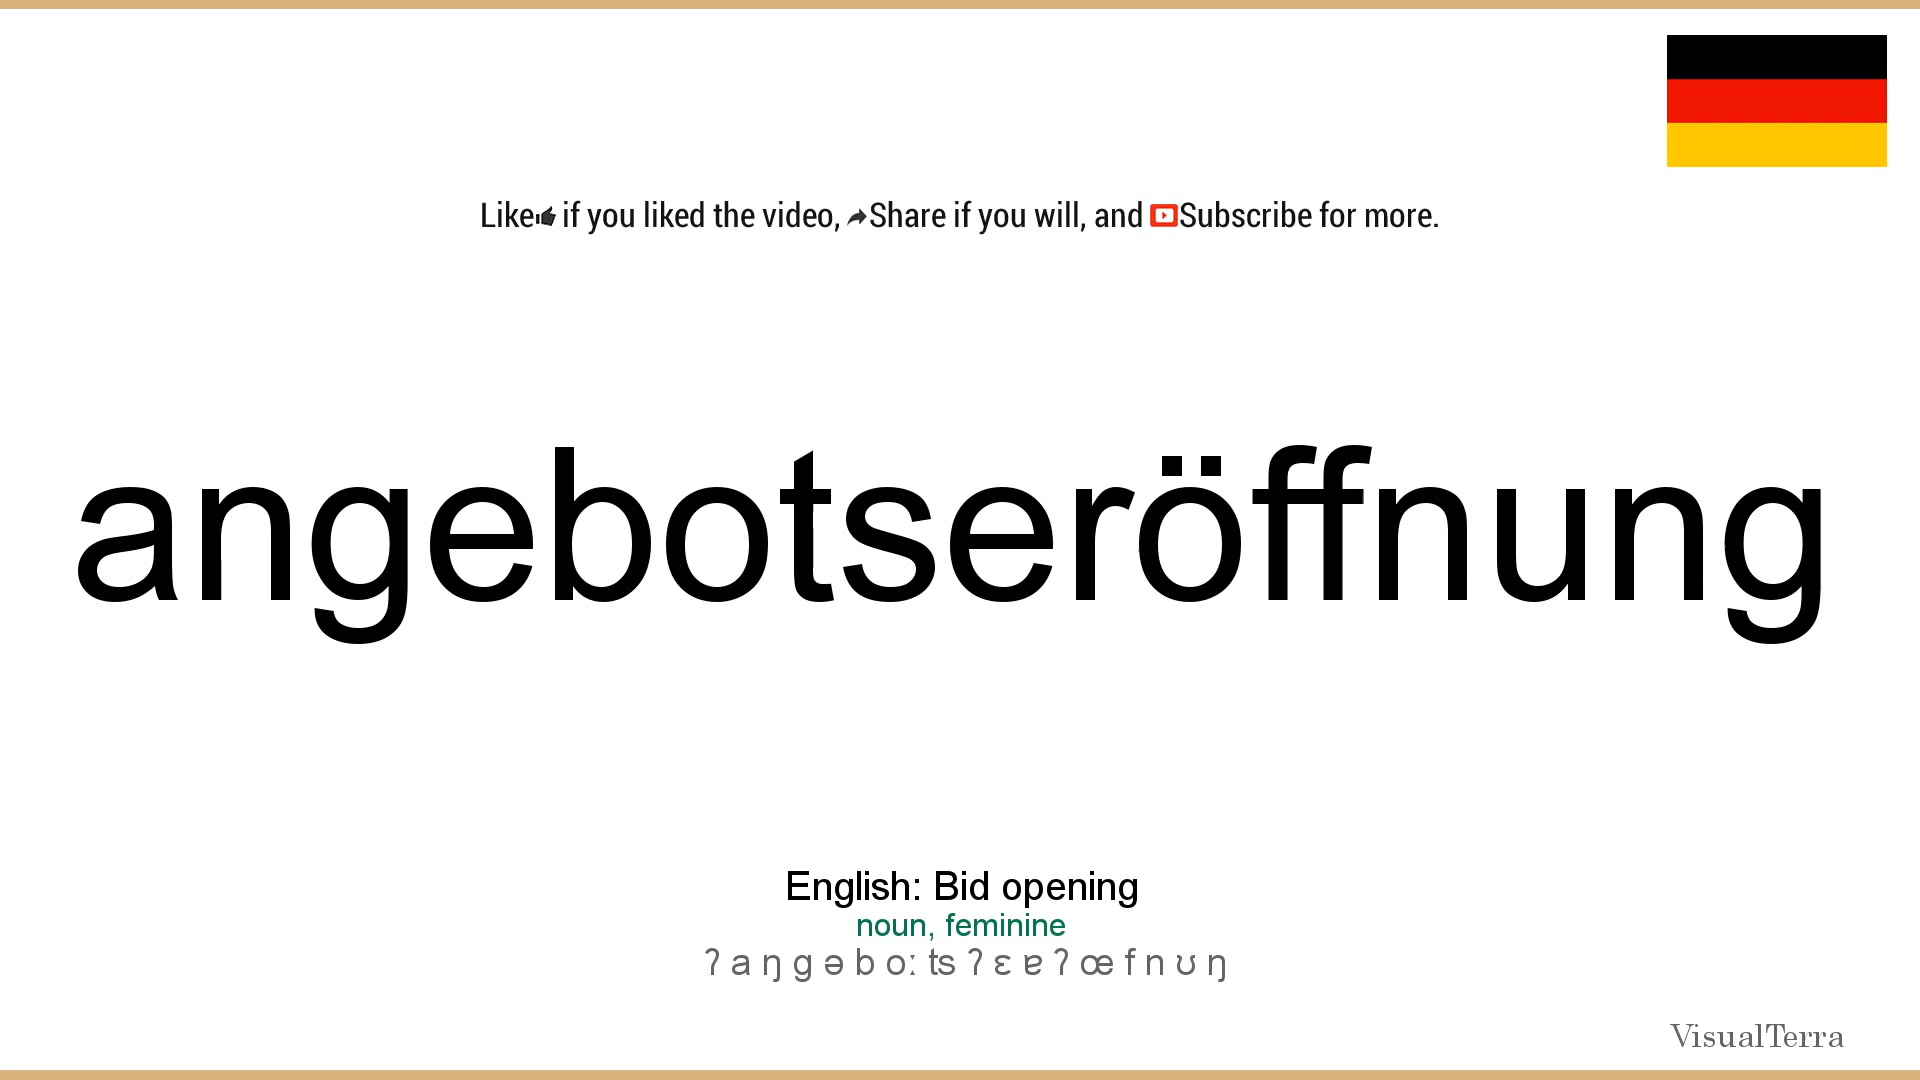 Like if you liked the video, Share if you will, and Subscribe for more.
angebotseröffnung
English: Bid opening
noun, feminine
ʔ a ŋ g ə b oː ʦ ʔ ɛ ɐ ʔ œ f n ʊ ŋ
VisualTerra